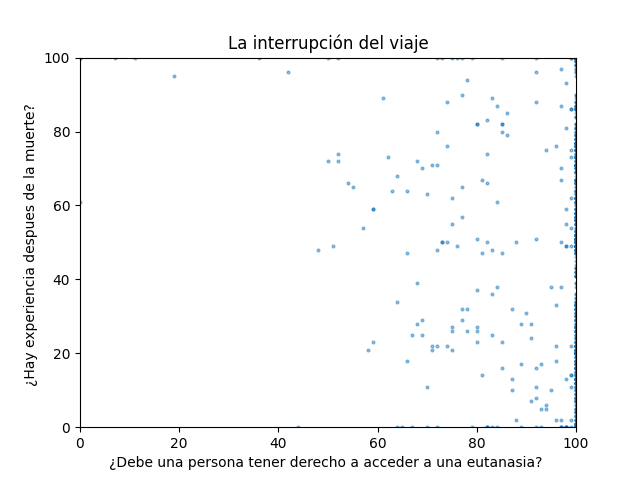 La interrupción del viaje
100
80
60
40
20
0
¿Hay experiencia despues de la muerte?
0 20 40 60 80 100
¿Debe una persona tener derecho a acceder a una eutanasia?